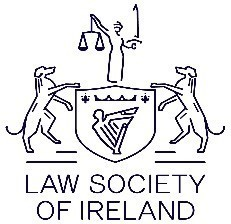 LAW SOCIETY
OF IRELAND